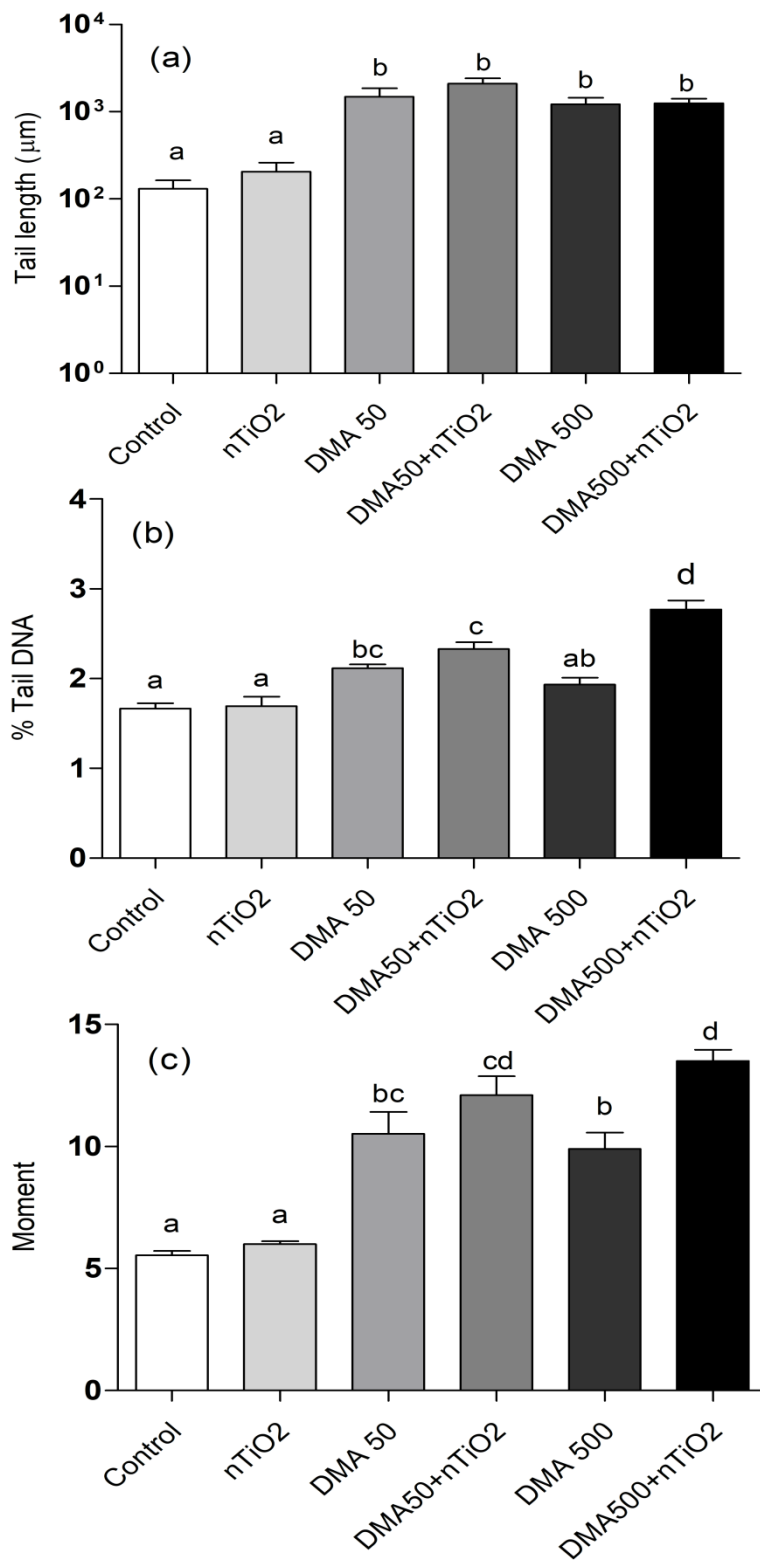 (a)
Tail length (μm)
10⁴
10³
10²
10¹
10⁰
a
a
b
b
b
b
Control
nTiO2
DMA 50
DMA50+nTiO2
DMA 500
DMA500+nTiO2
(b)
% Tail DNA
4
3
2
1
0
a
a
bc
c
ab
d
Control
nTiO2
DMA 50
DMA50+nTiO2
DMA 500
DMA500+nTiO2
(c)
Moment
15
10
5
0
a
a
bc
cd
b
d
Control
nTiO2
DMA 50
DMA50+nTiO2
DMA 500
DMA500+nTiO2